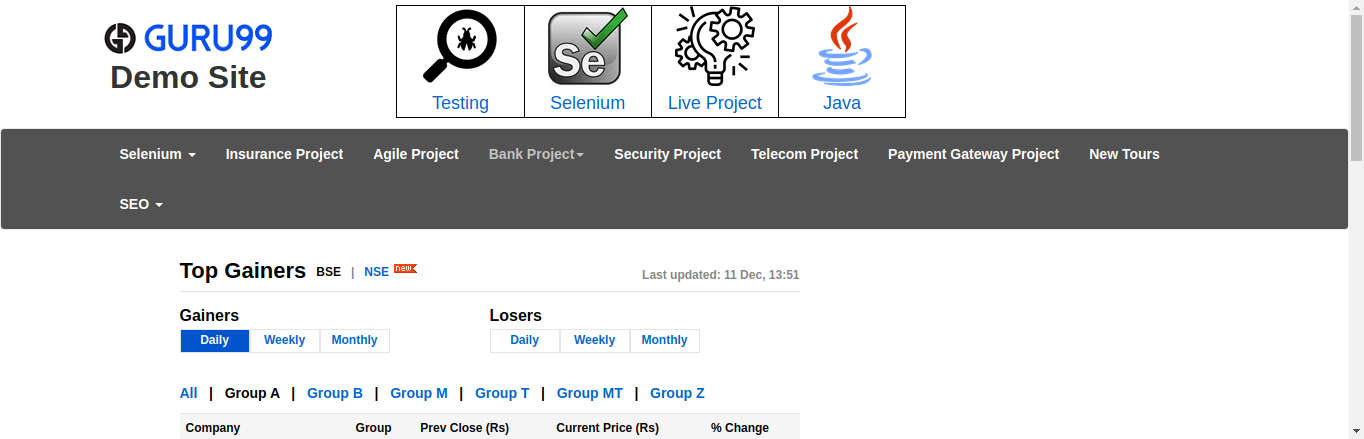 GURU99
Demo Site
Se
Testing Selenium Live Project Java
Selenium Insurance Project Agile Project Bank Project Security Project Telecom Project Payment Gateway Project New Tours
SEO
Top Gainers BSE | NSE new Last updated: 11 Dec, 13:51
Gainers Losers
Daily Weekly Monthly Daily Weekly Monthly
All | Group A | Group B | Group M | Group T | Group MT | Group Z
Company Group Prev Close (Rs) Current Price (Rs) % Change